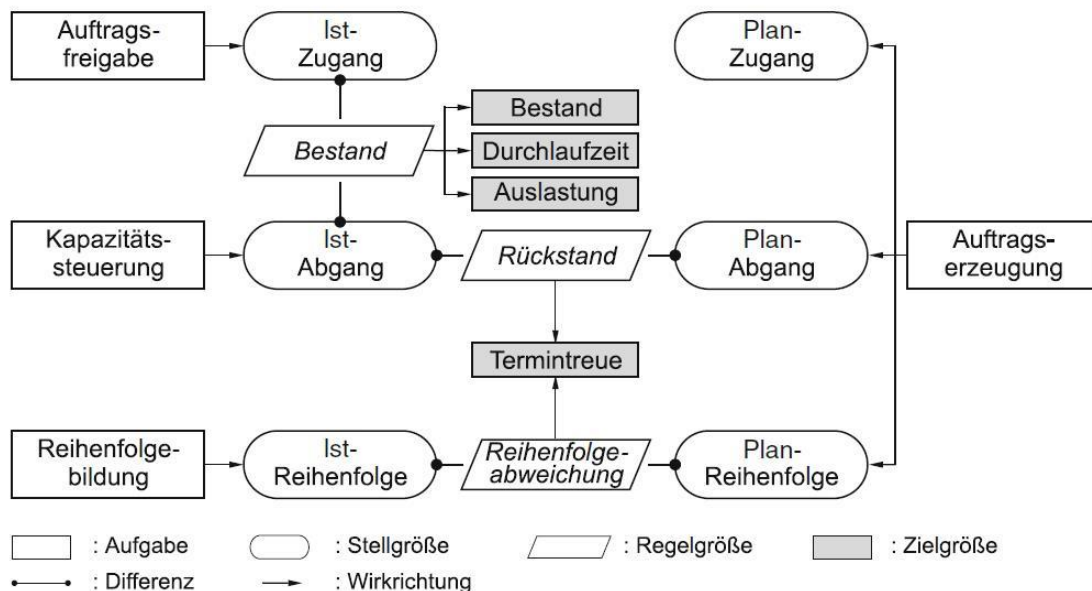 Auftrags-
freigabe
Ist-
Zugang
Plan-
Zugang
Bestand
Bestand
Durchlaufzeit
Auslastung
Kapazitäts-
steuerung
Ist-
Abgang
Rückstand
Plan-
Abgang
Auftrags-
erzeugung
Termintreue
Reihenfolge-
bildung
Ist-
Reihenfolge
Reihenfolge-
abweichung
Plan-
Reihenfolge
: Aufgabe
: Stellgröße
: Regelgröße
: Zielgröße
: Differenz
: Wirkrichtung